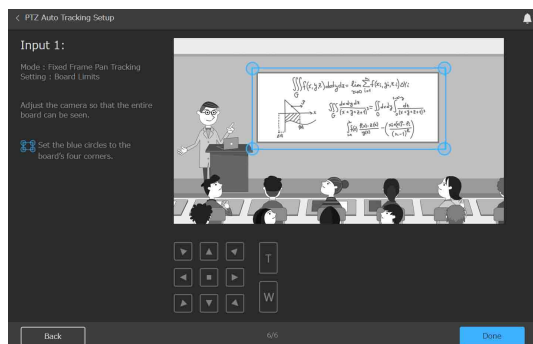 PTZ Auto Tracking Setup
Input 1:
Mode : Fixed Frame Pan Tracking
Setting : Board Limits
Adjust the camera so that the entire
board can be seen.
Set the blue circles to the
board's four corners.
T
W
Back
6/6
Done